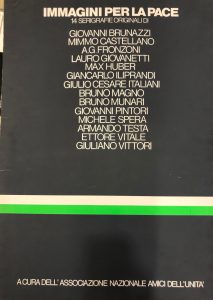 IMMAGINI PER LA PACE
14 SERIGRAFIE ORIGINALI DI
GIOVANNI BRUNAZZI
MIMMO CASTELLANO
A.G. FRONZONI
LAURO GIOVANETTI
MAX HUBER
GIANCARLO ILIPRANDI
GIULIO CESARE ITALIANI
BRUNO MAGNO
BRUNO MUNARI
GIOVANNI PINTORI
MICHELE SPERA
ARMANDO TESTA
ETTORE VITALE
GIULIANO VITTORI
A CURA DELL'ASSOCIAZIONE NAZIONALE AMICI DELL'UNITA'